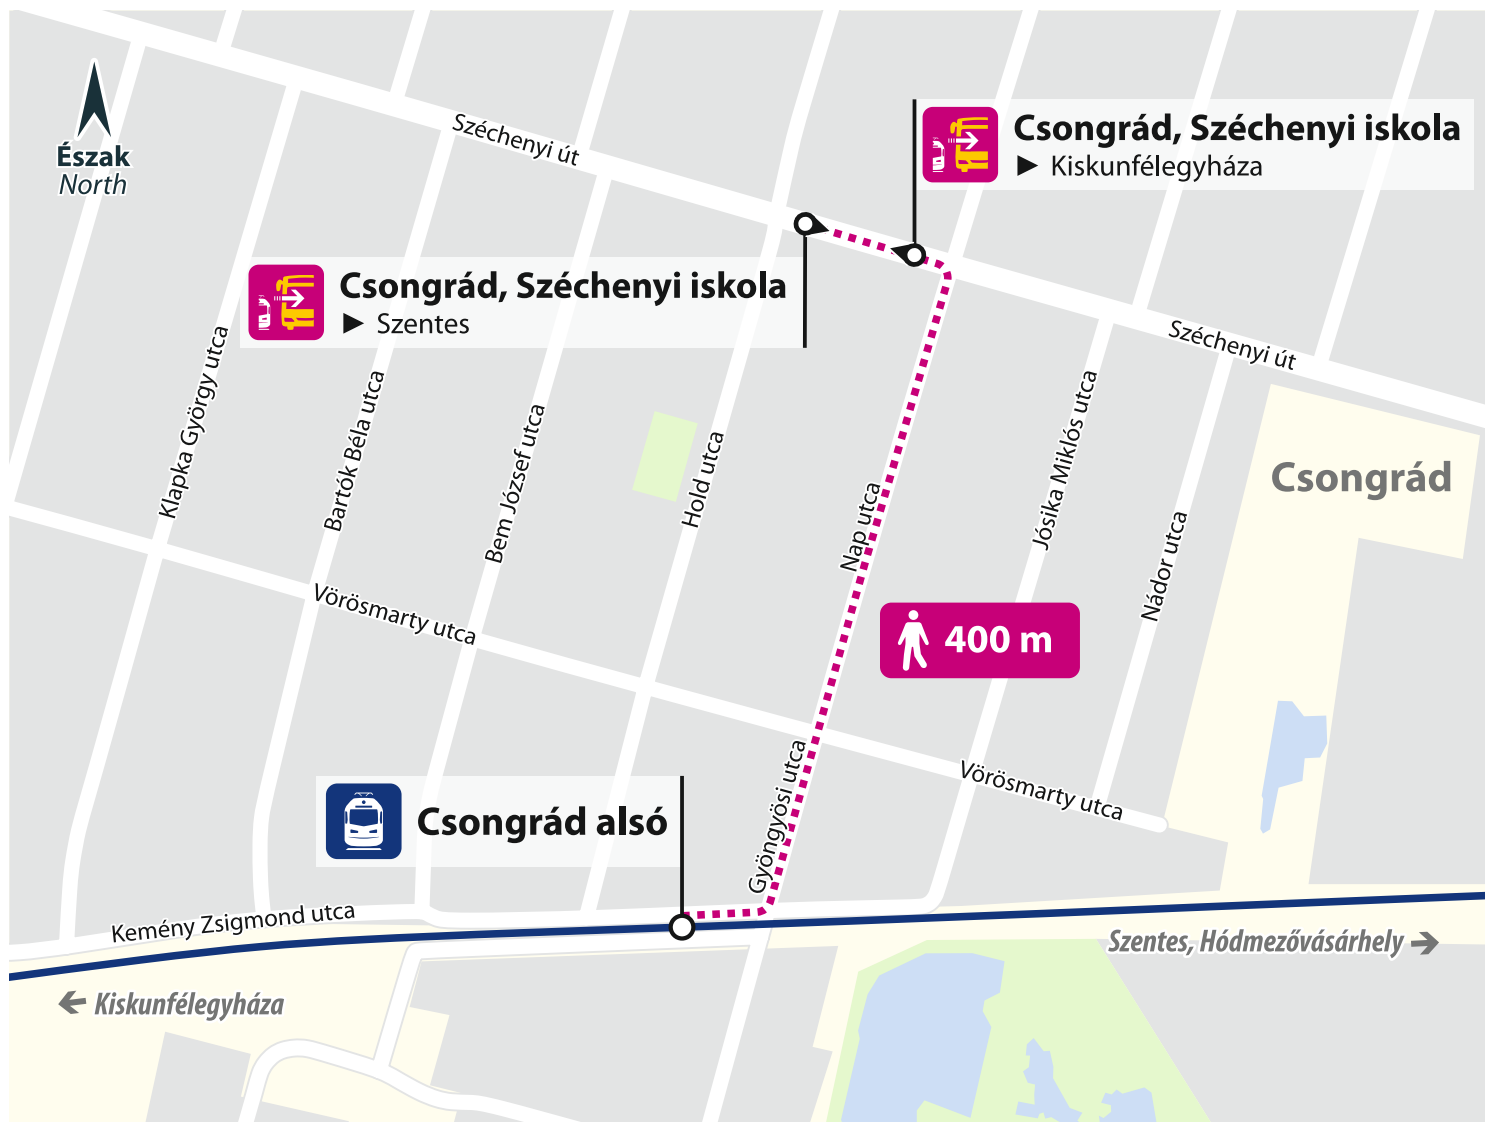 Észak
North
Széchenyi út
Csongrád, Széchenyi iskola
► Kiskunfélegyháza
Csongrád, Széchenyi iskola
► Szentes
Széchenyi út
Klapka György utca
Bartók Béla utca
Bem József utca
Hold utca
Nap utca
Jósika Miklós utca
Nádor utca
Csongrád
Vörösmarty utca
400 m
Vörösmarty utca
Gyöngyösi utca
Csongrád alsó
Kemény Zsigmond utca
Szentes, Hódmezővásárhely →
← Kiskunfélegyháza